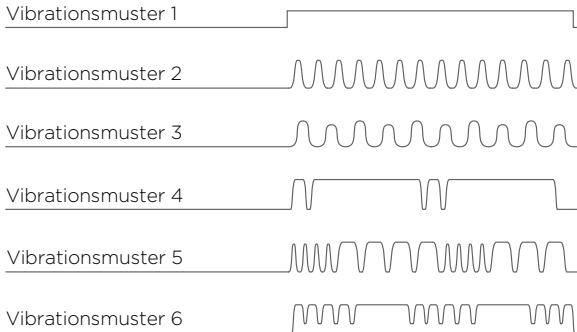 Vibrationsmuster 1
Vibrationsmuster 2
Vibrationsmuster 3
Vibrationsmuster 4
Vibrationsmuster 5
Vibrationsmuster 6